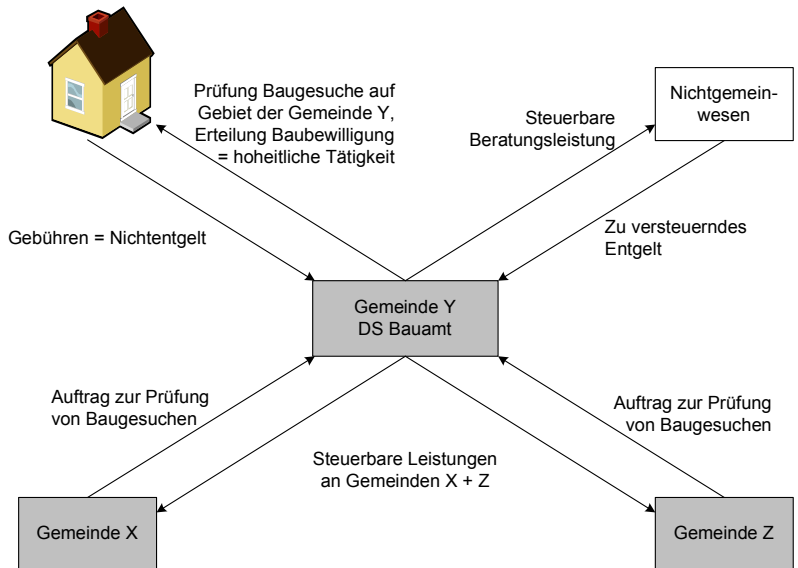 Prüfung Baugesuche auf
Gebiet der Gemeinde Y,
Erteilung Baubewilligung
= hoheitliche Tätigkeit
Steuerbare
Beratungsleistung
Nichtgemein-
wesen
Gebühren = Nichtentgelt
Zu versteuerndes
Entgelt
Gemeinde Y
DS Bauamt
Auftrag zur Prüfung
von Baugesuchen
Steuerbare Leistungen
an Gemeinden X + Z
Auftrag zur Prüfung
von Baugesuchen
Gemeinde X
Gemeinde Z